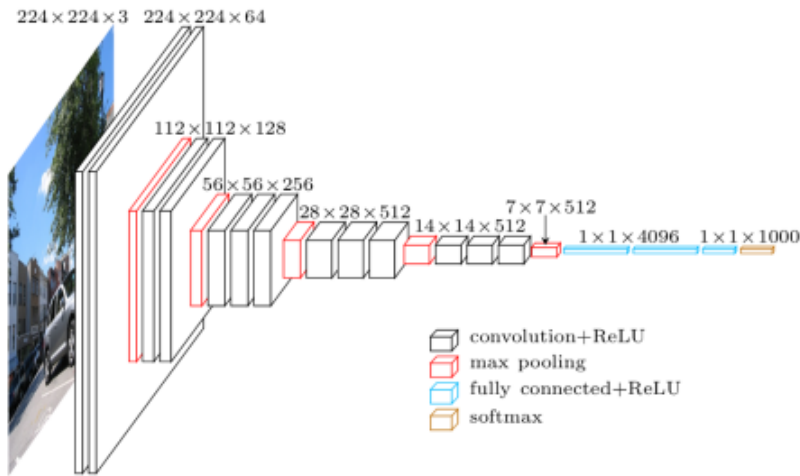 224×224×3
224×224×64
112×112×128
56×56×256
28×28×512
14×14×512
7×7×512
1×1×4096
1×1×1000
convolution+ReLU
max pooling
fully connected+ReLU
softmax